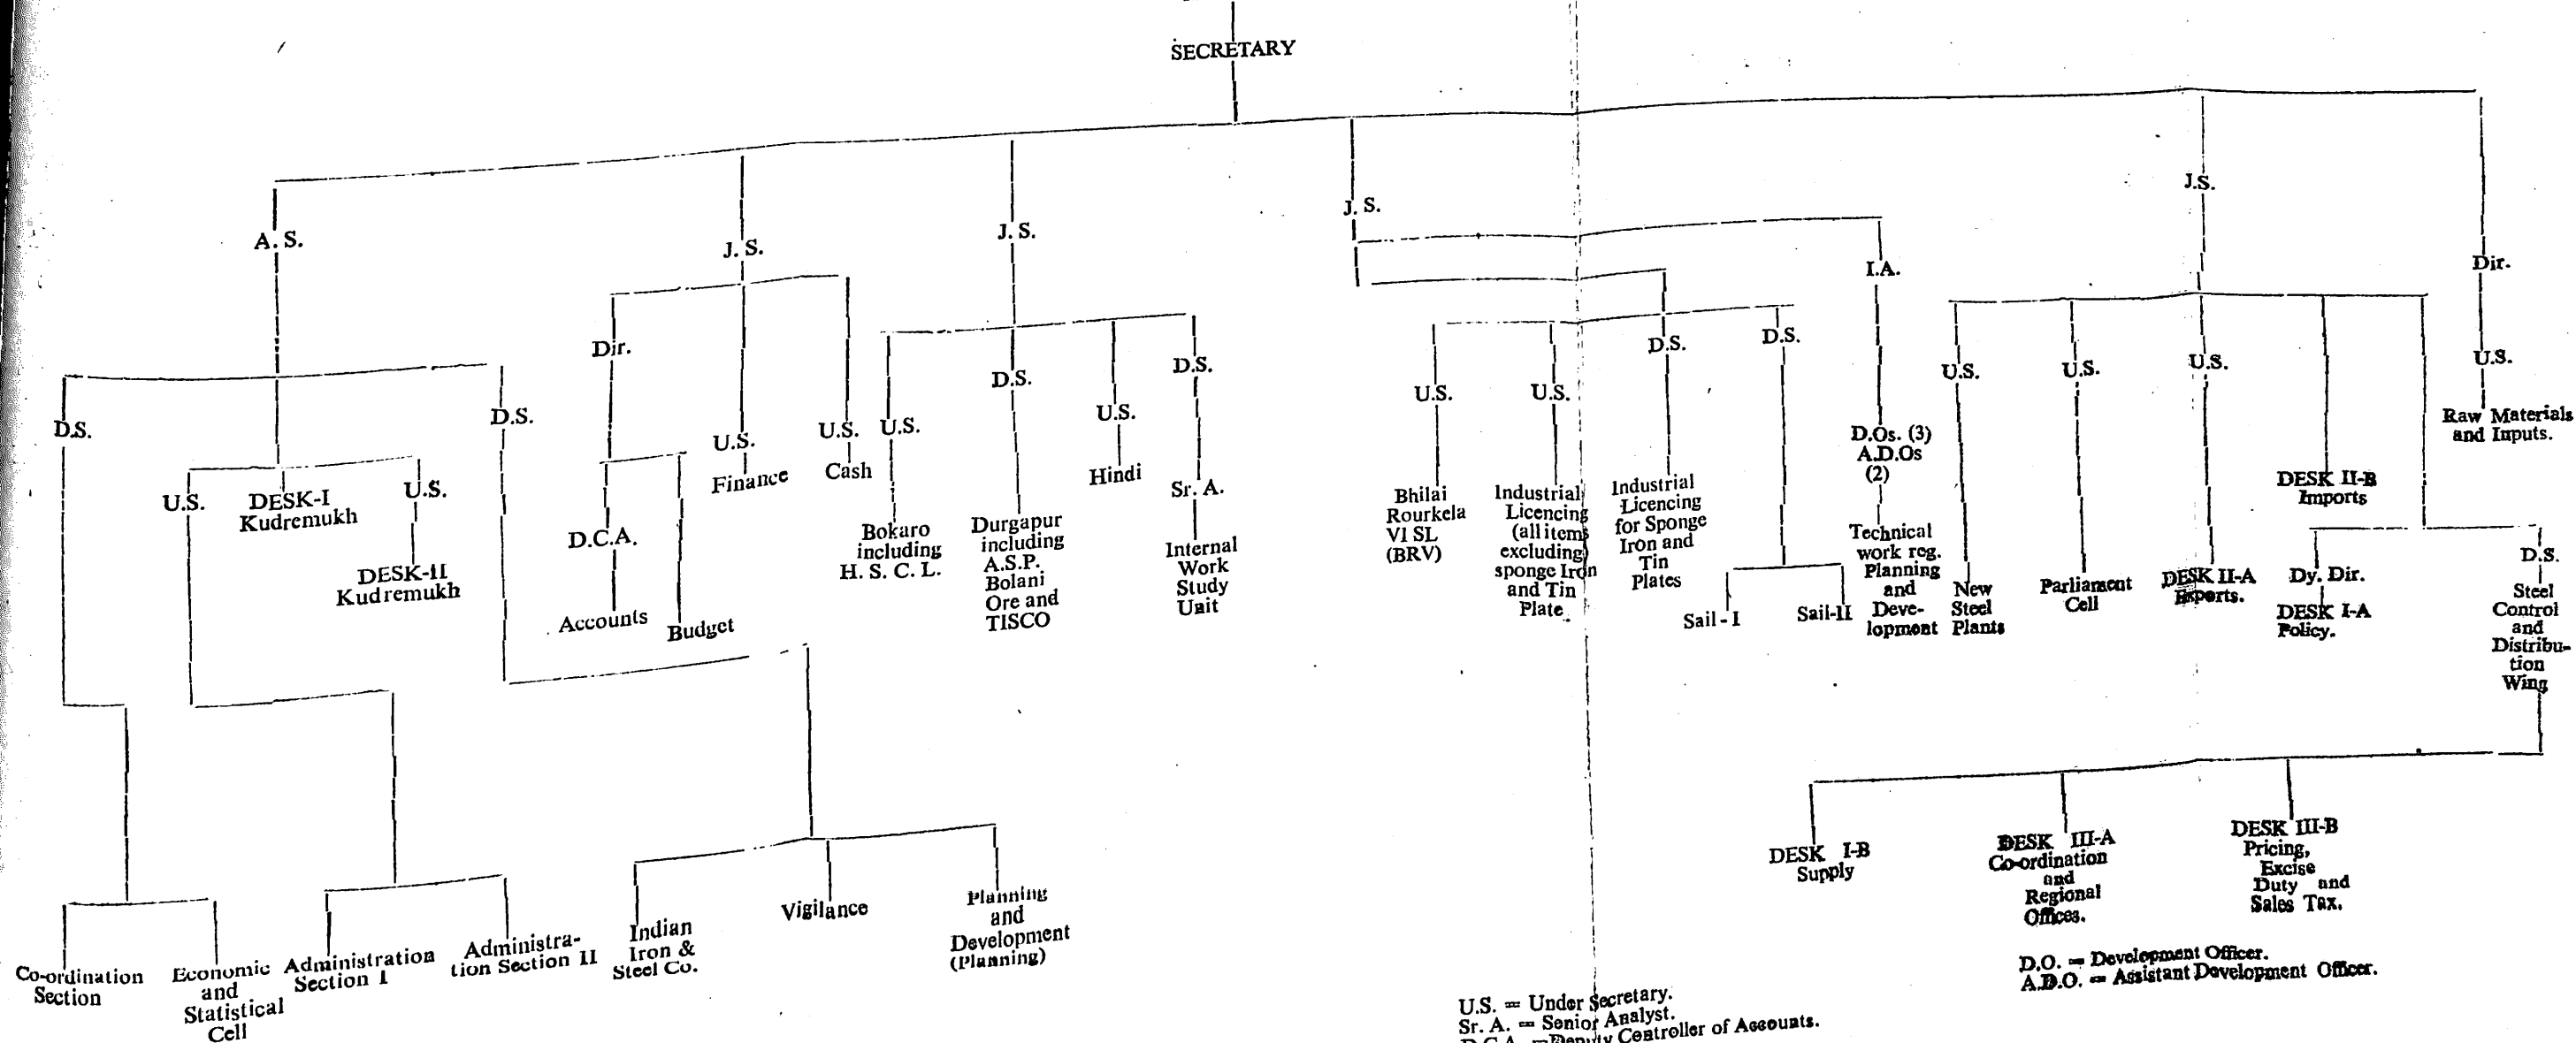 SECRETARY
A. S.
J. S.
J. S.
J. S.
J.S.
Dir.
D.S.
U.S.
DESK-I
Kudremukh
U.S.
DESK-II
Kudremukh
D.S.
Dir.
D.C.A.
Accounts
Budget
U.S.
Finance
U.S.
Cash
U.S.
Bokaro
including
H. S. C. L.
D.S.
Durgapur
including
A.S.P.
Bolani
Ore and
TISCO
U.S.
Hindi
D.S.
Sr. A.
Internal
Work
Study
Unit
U.S.
Bhilai
Rourkela
VI SL
(BRV)
U.S.
Industrial
Licencing
(all items
excluding
sponge Iron
and Tin
Plate
D.S.
Industrial
Licencing
for Sponge
Iron and
Tin
Plates
D.S.
Sail-I
Sail-II
I.A.
D.Os. (3)
A.D.Os
(2)
Technical
work reg.
Planning
and
Deve-
lopment
U.S.
New
Steel
Plants
U.S.
Parliament
Cell
U.S.
DESK II-A
Exports.
DESK II-B
Imports
Dy. Dir.
DESK I-A
Policy.
D.S.
Steel
Control
and
Distribu-
tion
Wing
U.S.
Raw Materials
and Inputs.
Co-ordination
Section
Economic
and
Statistical
Cell
Administration
Section I
Administra-
tion Section II
Indian
Iron &
Steel Co.
Vigilance
Planning
and
Development
(Planning)
DESK I-B
Supply
DESK III-A
Co-ordination
and
Regional
Offices.
DESK III-B
Pricing,
Excise
Duty and
Sales Tax.
D.O. = Development Officer.
A.D.O. = Assistant Development Officer.
U.S. = Under Secretary.
Sr. A. = Senior Analyst.
D.C.A. = Deputy Controller of Accounts.